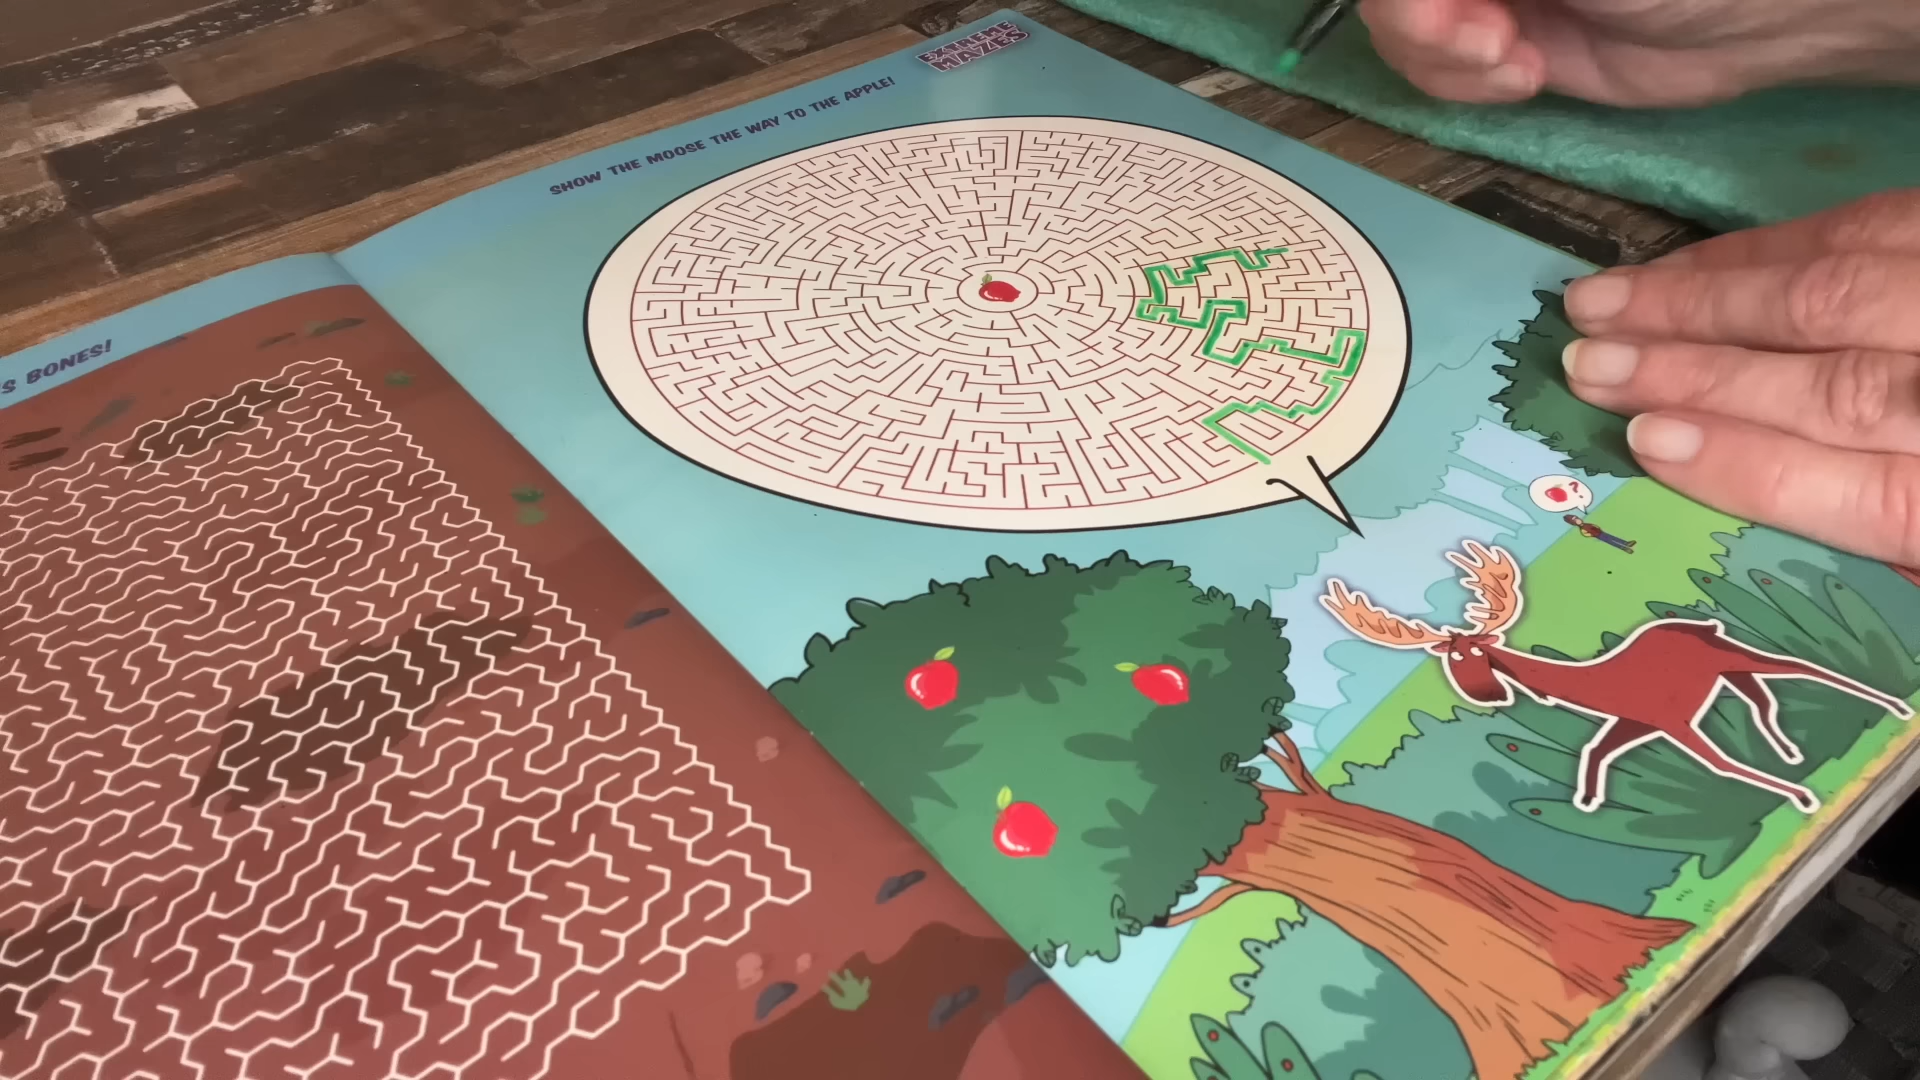 S BONES!
SHOW THE MOOSE THE WAY TO THE APPLE!
EXTREME
MAZES
?